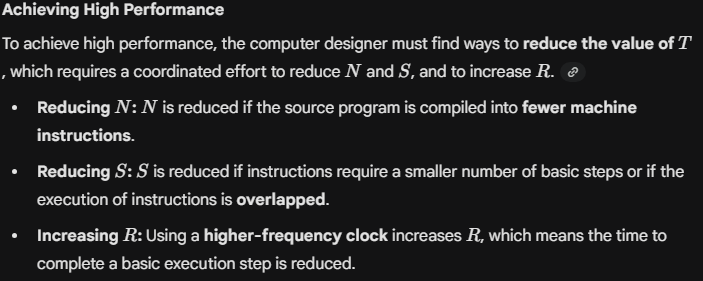 Achieving High Performance
To achieve high performance, the computer designer must find ways to reduce the value of T
, which requires a coordinated effort to reduce N and S, and to increase R.
• Reducing N: N is reduced if the source program is compiled into fewer machine
instructions.
• Reducing S: S is reduced if instructions require a smaller number of basic steps or if the
execution of instructions is overlapped.
• Increasing R: Using a higher-frequency clock increases R, which means the time to
complete a basic execution step is reduced.